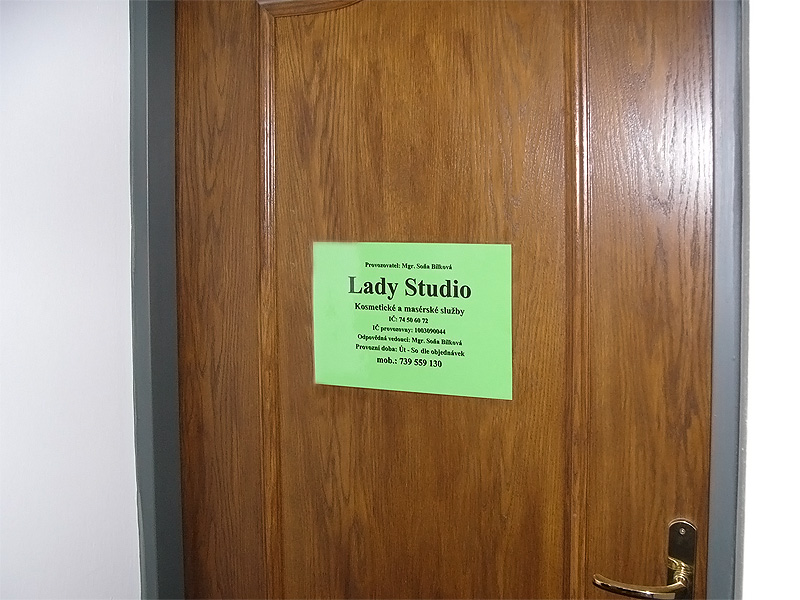 Provozovatel: Mgr. Soňa Bílková
Lady Studio
Kosmetické a masérské služby
IČ: 74 50 60 72
IČ provozovny: 1003090044
Odpovědná vedoucí: Mgr. Soňa Bílková
Provozní doba: Út - So dle objednávek
mob.: 739 559 130